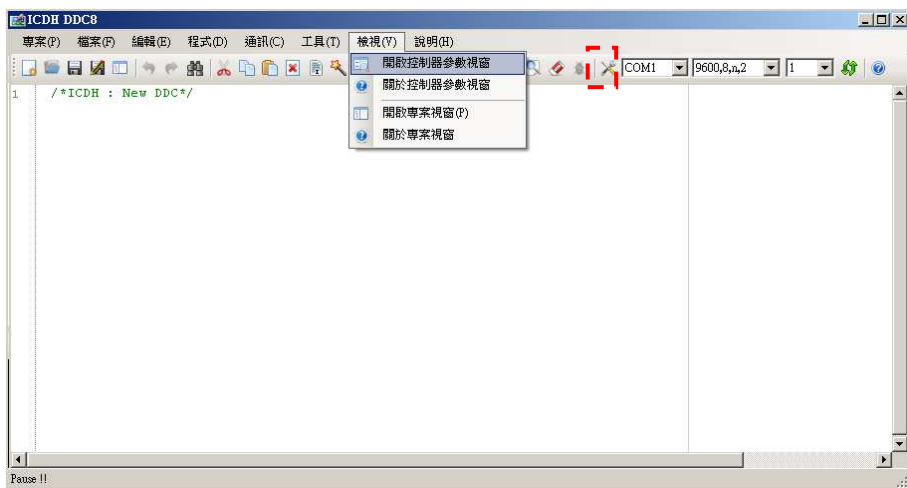 ICDH DDC8
專案(P) 檔案(F) 編輯(E) 程式(D) 通訊(C) 工具(T) 檢視(V) 說明(H)
開啟控制器參數視窗
COM1 9600,8,n,2 1
關於控制器參數視窗
1 /*ICDH : New DDC*/
開啟專案視窗(P)
關於專案視窗
Pause !!